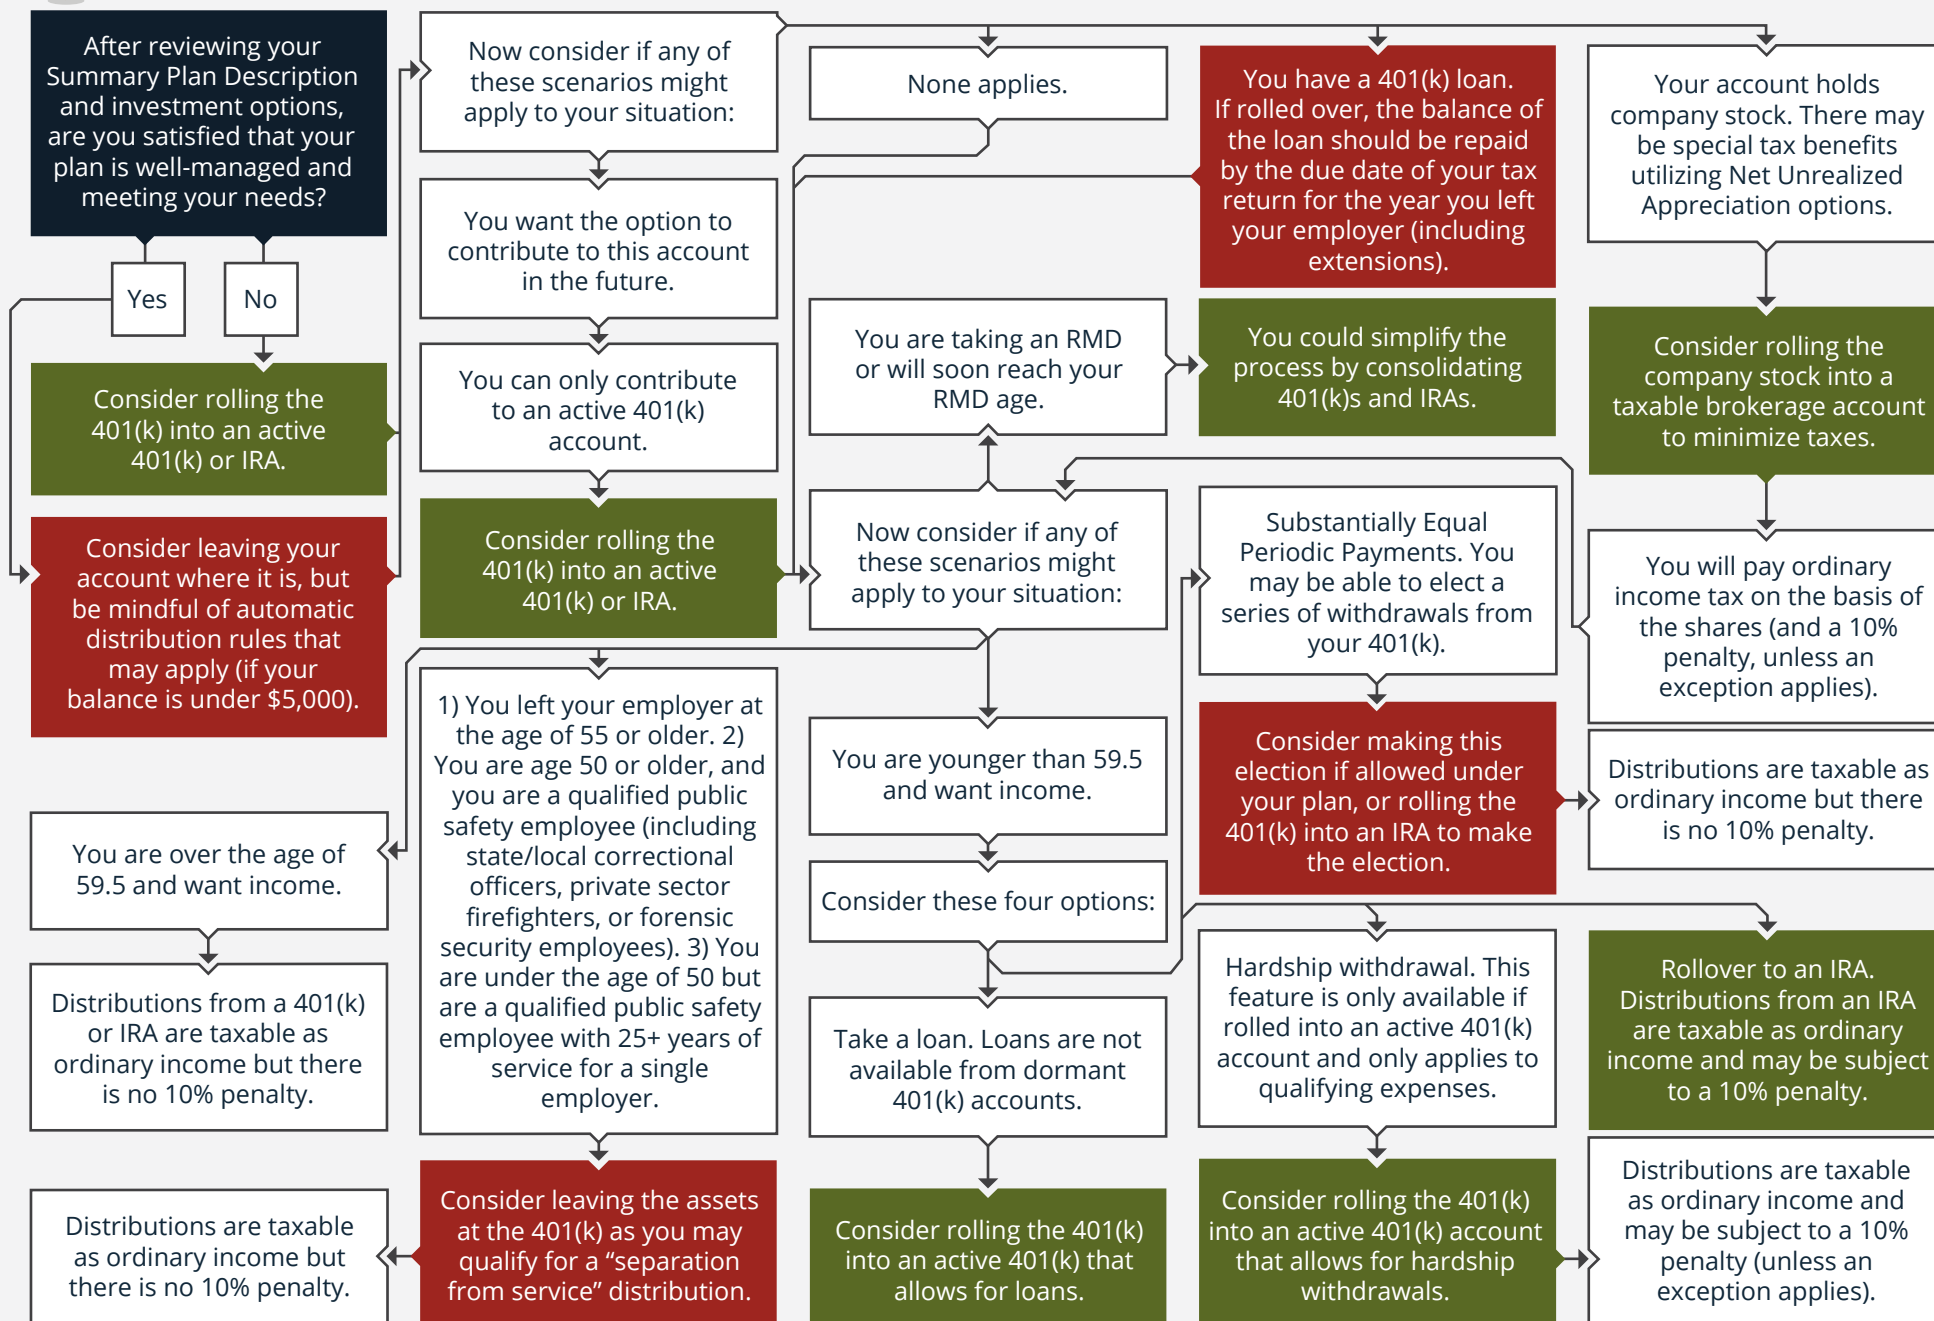 After reviewing your
Summary Plan Description
and investment options,
are you satisfied that your
plan is well-managed and
meeting your needs?
Yes
No
Consider rolling the
401(k) into an active
401(k) or IRA.
Consider leaving your
account where it is, but
be mindful of automatic
distribution rules that
may apply (if your
balance is under $5,000).
Now consider if any of
these scenarios might
apply to your situation:
You want the option to
contribute to this account
in the future.
You can only contribute
to an active 401(k)
account.
Consider rolling the
401(k) into an active
401(k) or IRA.
None applies.
You have a 401(k) loan.
If rolled over, the balance of
the loan should be repaid
by the due date of your tax
return for the year you left
your employer (including
extensions).
Your account holds
company stock. There may
be special tax benefits
utilizing Net Unrealized
Appreciation options.
Consider rolling the
company stock into a
taxable brokerage account
to minimize taxes.
You will pay ordinary
income tax on the basis of
the shares (and a 10%
penalty, unless an
exception applies).
Now consider if any of
these scenarios might
apply to your situation:
You are taking an RMD
or will soon reach your
RMD age.
You could simplify the
process by consolidating
401(k)s and IRAs.
You are over the age of
59.5 and want income.
Distributions from a 401(k)
or IRA are taxable as
ordinary income but there
is no 10% penalty.
1) You left your employer at
the age of 55 or older. 2)
You are age 50 or older, and
you are a qualified public
safety employee (including
state/local correctional
officers, private sector
firefighters, or forensic
security employees). 3) You
are under the age of 50 but
are a qualified public safety
employee with 25+ years of
service for a single
employer.
Consider leaving the assets
at the 401(k) as you may
qualify for a “separation
from service” distribution.
Distributions are taxable
as ordinary income but
there is no 10% penalty.
You are younger than 59.5
and want income.
Consider these four options:
Take a loan. Loans are not
available from dormant
401(k) accounts.
Consider rolling the 401(k)
into an active 401(k) that
allows for loans.
Substantially Equal
Periodic Payments. You
may be able to elect a
series of withdrawals from
your 401(k).
Consider making this
election if allowed under
your plan, or rolling the
401(k) into an IRA to make
the election.
Distributions are taxable as
ordinary income but there
is no 10% penalty.
Hardship withdrawal. This
feature is only available if
rolled into an active 401(k)
account and only applies to
qualifying expenses.
Consider rolling the 401(k)
into an active 401(k) account
that allows for hardship
withdrawals.
Distributions are taxable
as ordinary income and
may be subject to a 10%
penalty (unless an
exception applies).
Rollover to an IRA.
Distributions from an IRA
are taxable as ordinary
income and may be subject
to a 10% penalty.